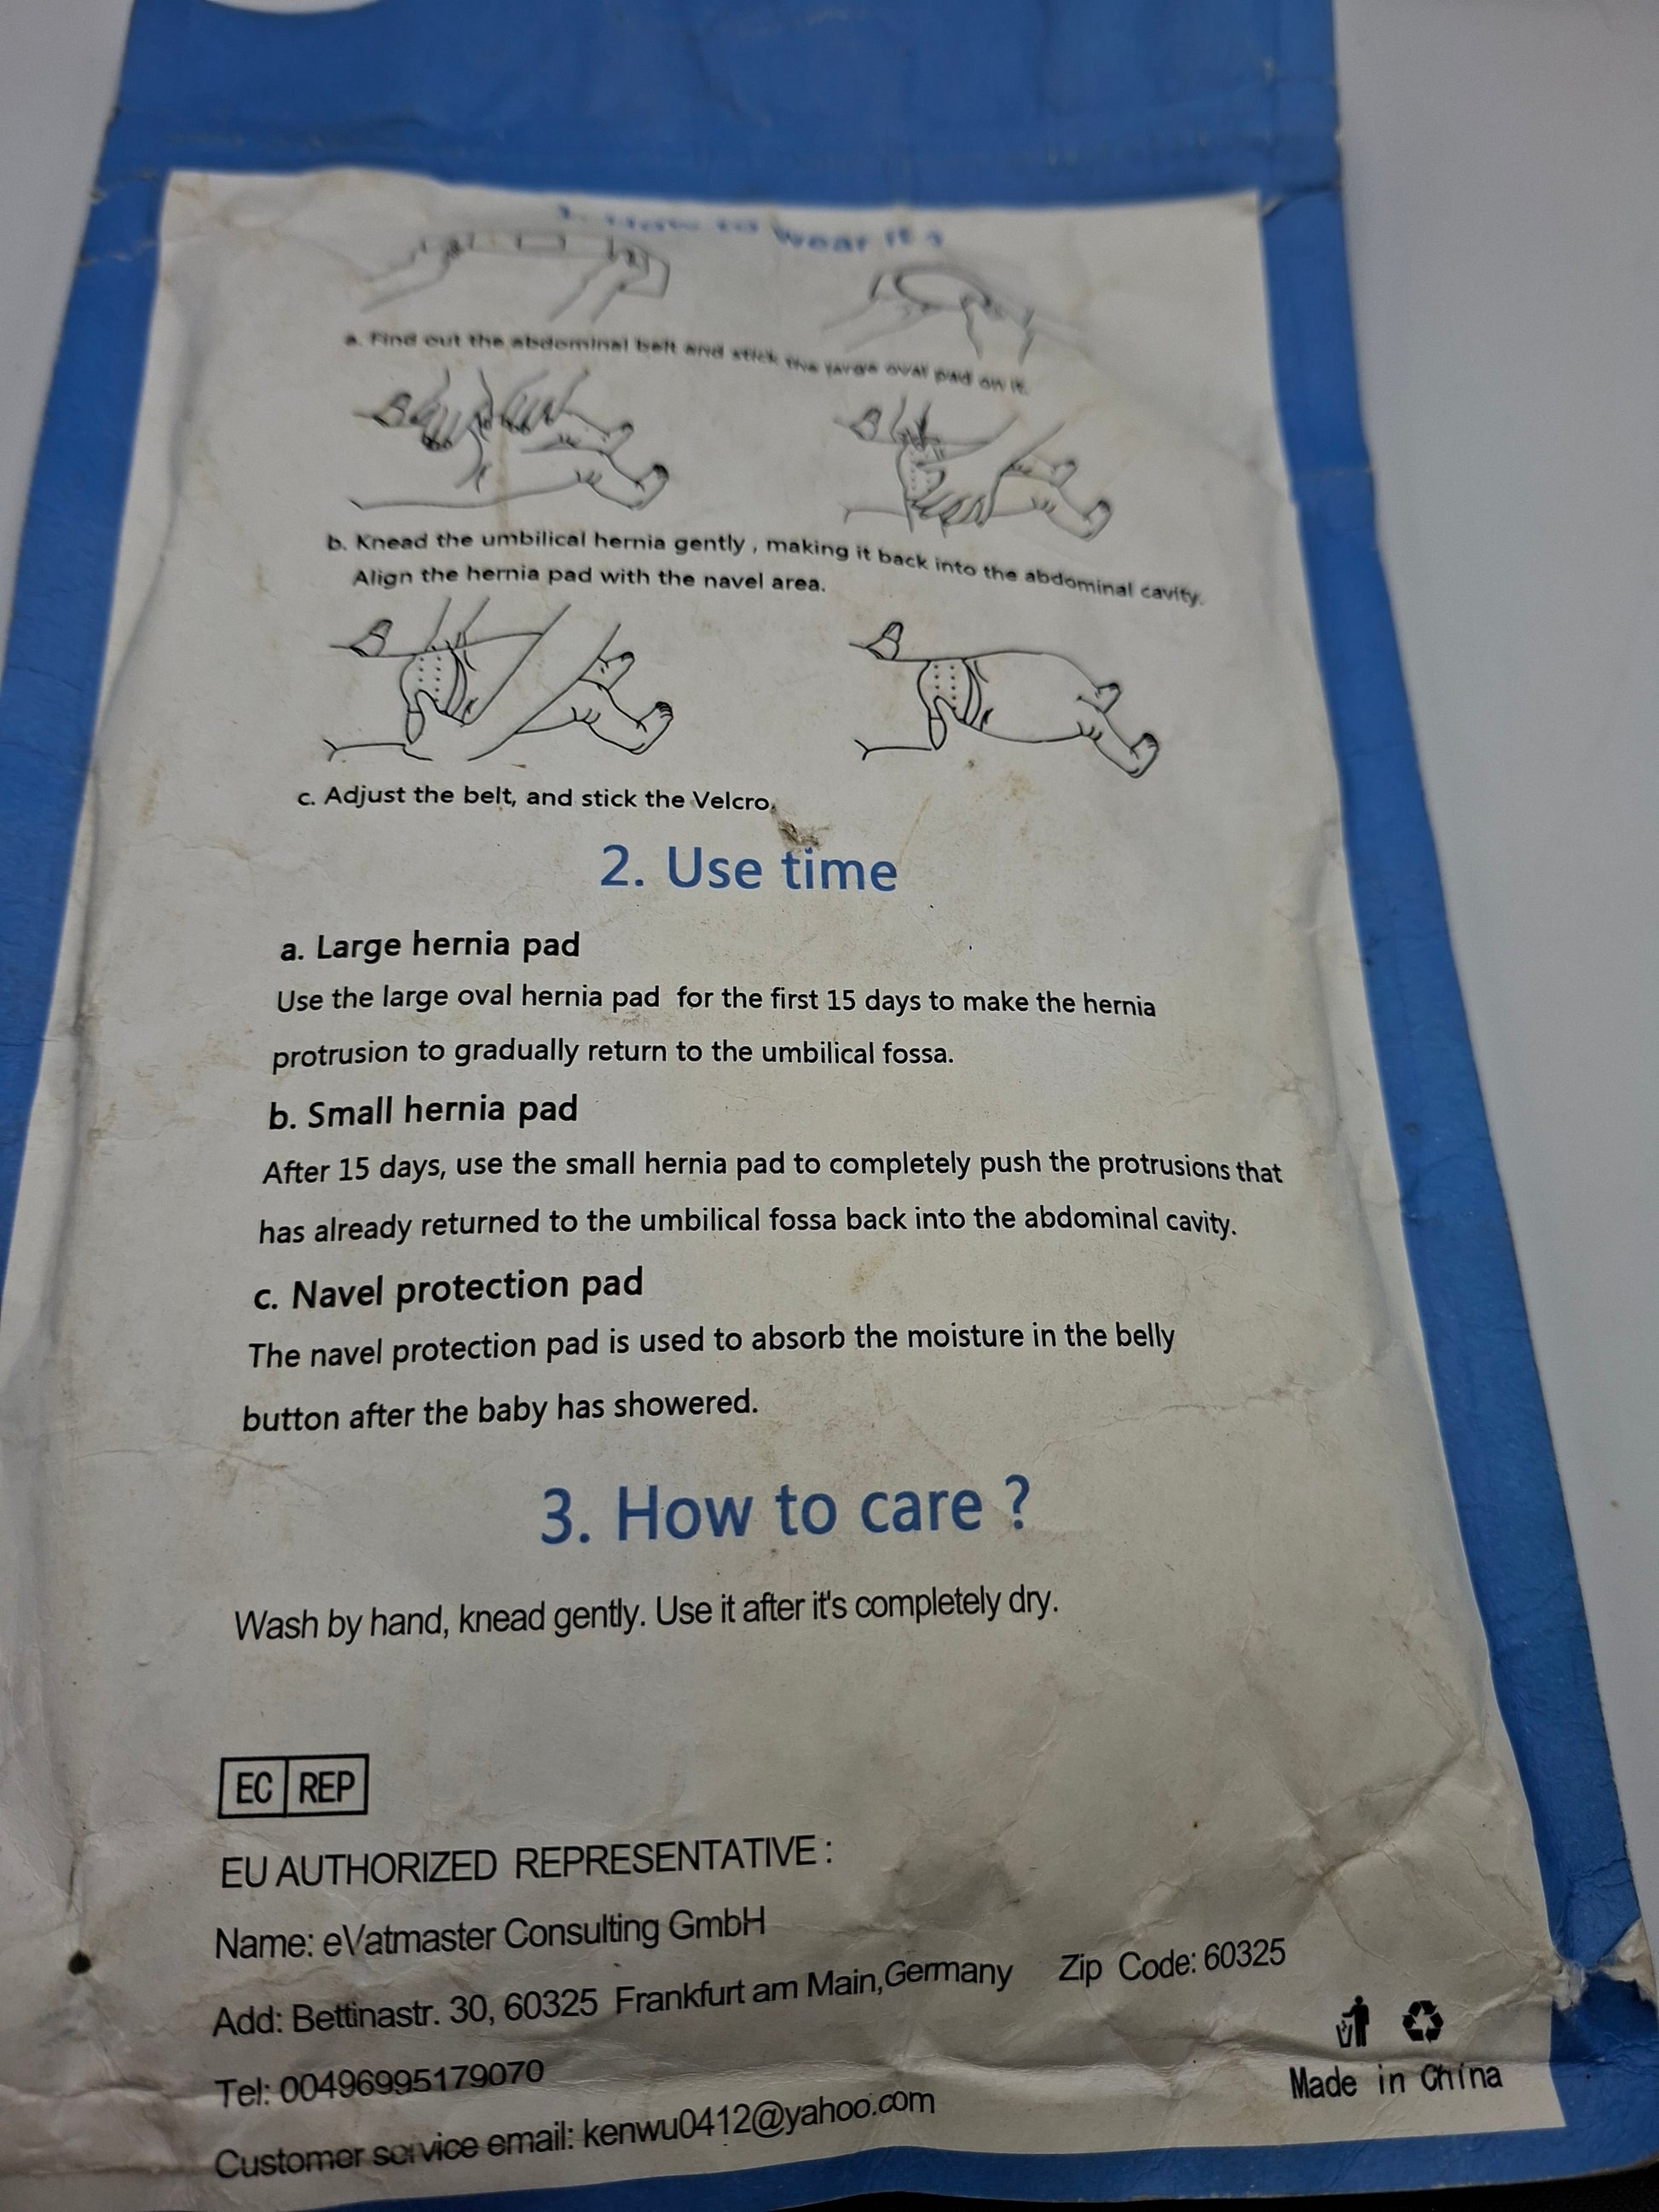 1. How to wear it ?
a. Find out the abdominal belt and stick the large oval pad on it.
b. Knead the umbilical hernia gently , making it back into the abdominal cavity.
Align the hernia pad with the navel area.
c. Adjust the belt, and stick the Velcro.
2. Use time
a. Large hernia pad
Use the large oval hernia pad for the first 15 days to make the hernia
protrusion to gradually return to the umbilical fossa.
b. Small hernia pad
After 15 days, use the small hernia pad to completely push the protrusions that
has already returned to the umbilical fossa back into the abdominal cavity.
c. Navel protection pad
The navel protection pad is used to absorb the moisture in the belly
button after the baby has showered.
3. How to care ?
Wash by hand, knead gently. Use it after it's completely dry.
EC REP
EU AUTHORIZED REPRESENTATIVE :
Name: eVatmaster Consulting GmbH
Add: Bettinastr. 30, 60325 Frankfurt am Main,Germany Zip Code: 60325
Tel: 00496995179070
Customer service email: kenwu0412@yahoo.com
Made in China